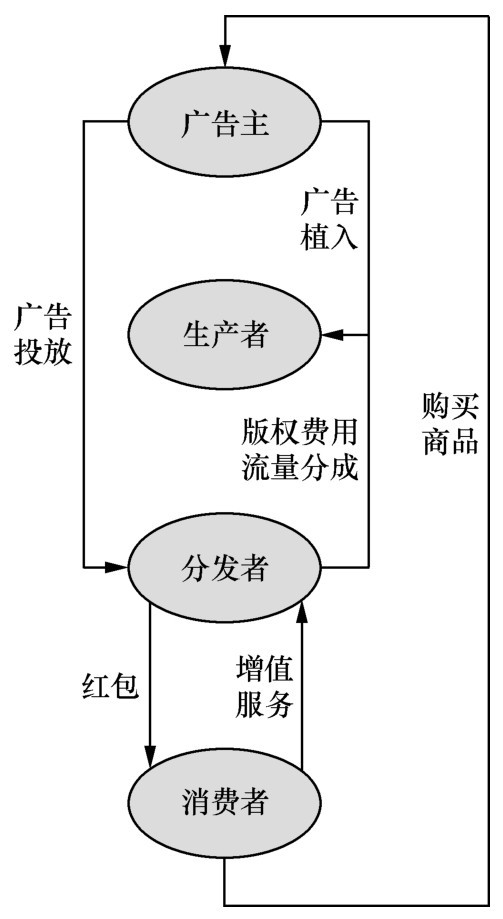 广告主
广告
植入
广告
投放
生产者
购买
商品
版权费用
流量分成
分发者
红包
增值
服务
消费者